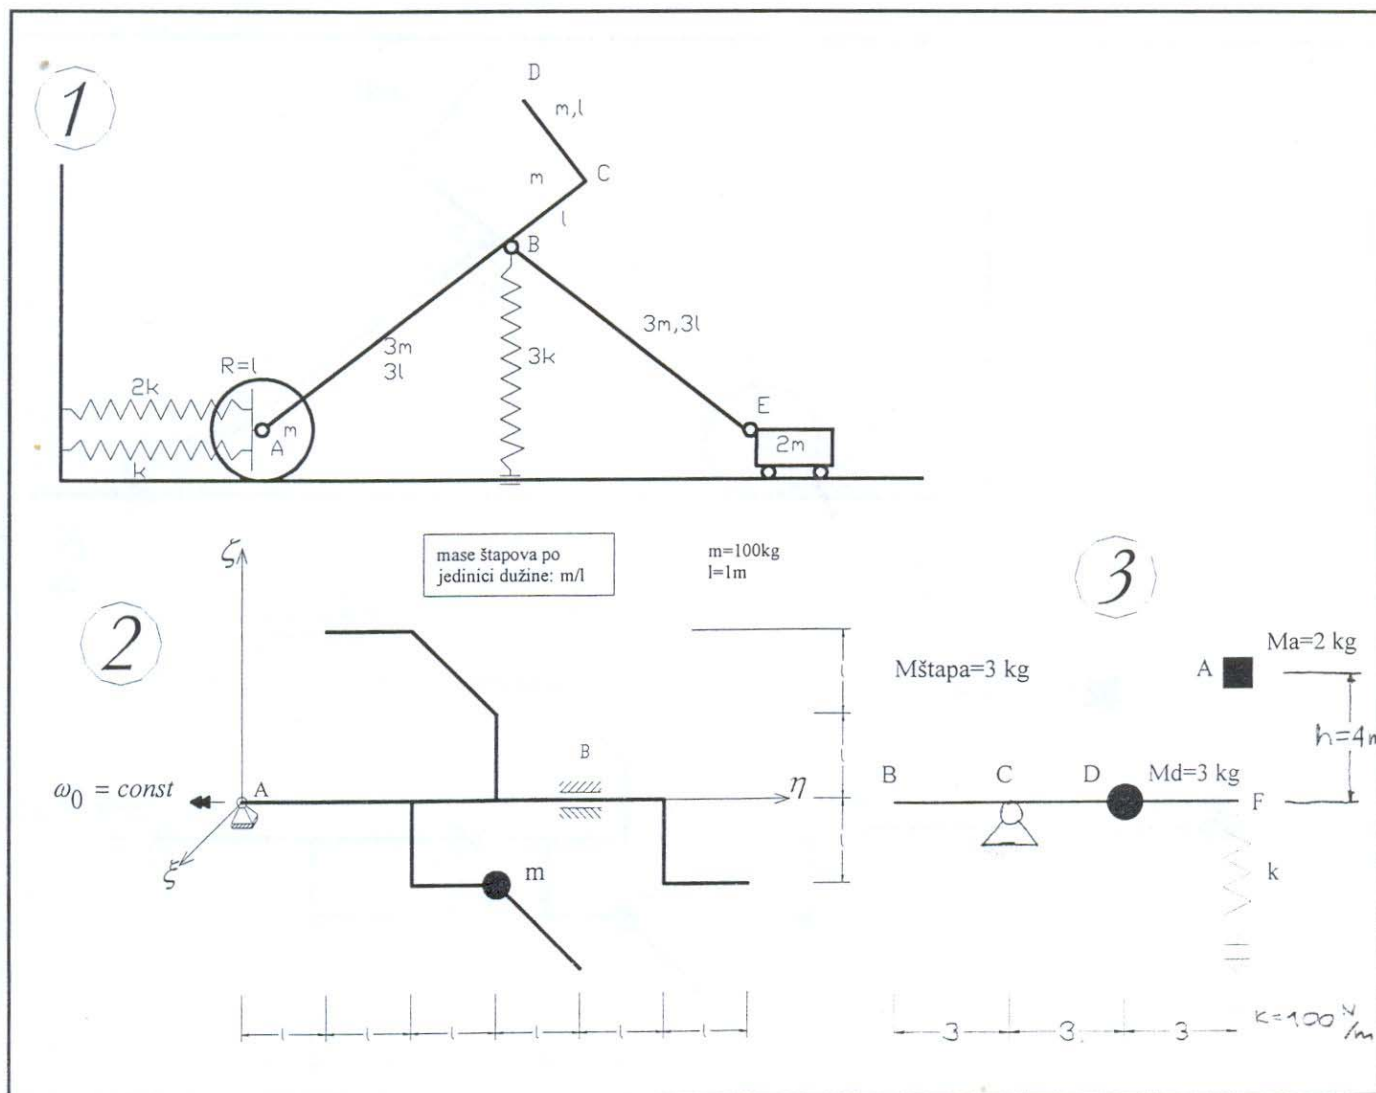 1
D
m,l
m
C
l
B
3m,3l
3k
3m
3l
R=l
2k
m
A
k
E
2m
mase štapova po
jedinici dužine: m/l
m=100kg
l=1m
2
ζ
ω₀ = const
A
ξ
B
η
m
l
l
l
l
l
l
l
l
l
3
Mštapa=3 kg
Ma=2 kg
A
h=4m
B
C
D
Md=3 kg
F
k
3
3
3
K=100 N/m